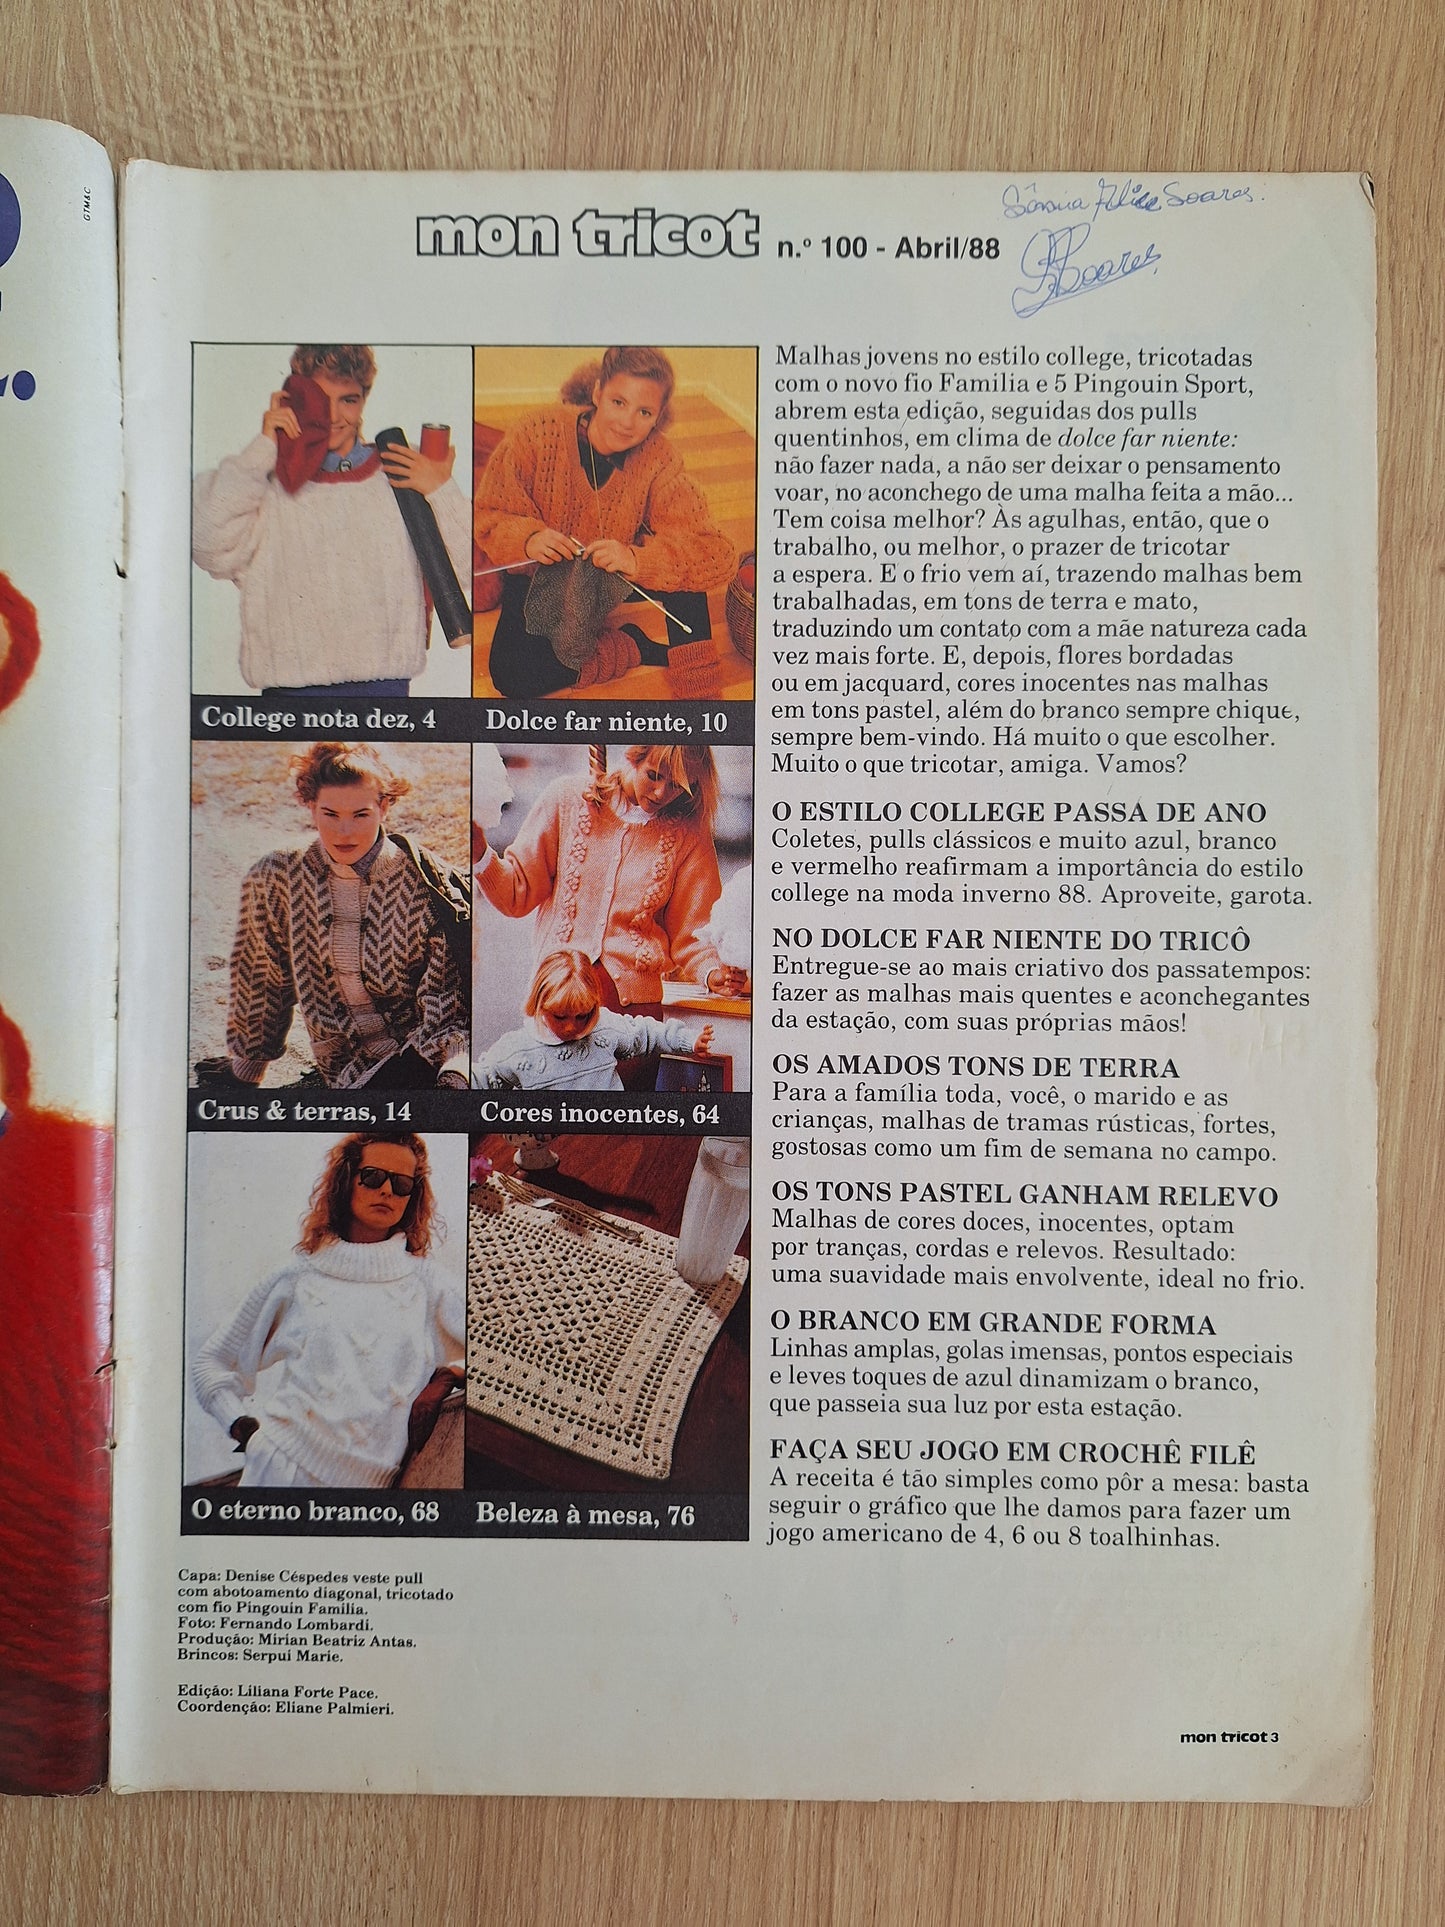 GTM&C
mon tricot n.º 100 - Abril/88
Soares.
Soares
College nota dez, 4
Dolce far niente, 10
Crus & terras, 14
Cores inocentes, 64
O eterno branco, 68
Beleza à mesa, 76
Malhas jovens no estilo college, tricotadas
com o novo fio Familia e 5 Pingouin Sport,
abrem esta edição, seguidas dos pulls
quentinhos, em clima de dolce far niente:
não fazer nada, a não ser deixar o pensamento
voar, no aconchego de uma malha feita a mão...
Tem coisa melhor? Às agulhas, então, que o
trabalho, ou melhor, o prazer de tricotar
a espera. E o frio vem aí, trazendo malhas bem
trabalhadas, em tons de terra e mato,
traduzindo um contato com a mãe natureza cada
vez mais forte. E, depois, flores bordadas
ou em jacquard, cores inocentes nas malhas
em tons pastel, além do branco sempre chique,
sempre bem-vindo. Há muito o que escolher.
Muito o que tricotar, amiga. Vamos?
O ESTILO COLLEGE PASSA DE ANO
Coletes, pulls clássicos e muito azul, branco
e vermelho reafirmam a importância do estilo
college na moda inverno 88. Aproveite, garota.
NO DOLCE FAR NIENTE DO TRICÔ
Entregue-se ao mais criativo dos passatempos:
fazer as malhas mais quentes e aconchegantes
da estação, com suas próprias mãos!
OS AMADOS TONS DE TERRA
Para a família toda, você, o marido e as
crianças, malhas de tramas rústicas, fortes,
gostosas como um fim de semana no campo.
OS TONS PASTEL GANHAM RELEVO
Malhas de cores doces, inocentes, optam
por tranças, cordas e relevos. Resultado:
uma suavidade mais envolvente, ideal no frio.
O BRANCO EM GRANDE FORMA
Linhas amplas, golas imensas, pontos especiais
e leves toques de azul dinamizam o branco,
que passeia sua luz por esta estação.
FAÇA SEU JOGO EM CROCHÊ FILÊ
A receita é tão simples como pôr a mesa: basta
seguir o gráfico que lhe damos para fazer um
jogo americano de 4, 6 ou 8 toalhinhas.
Capa: Denise Céspedes veste pull
com abotoamento diagonal, tricotado
com fio Pingouin Familia.
Foto: Fernando Lombardi.
Produção: Mirian Beatriz Antas.
Brincos: Serpui Marie.
Edição: Liliana Forte Pace.
Coordenção: Eliane Palmieri.
mon tricot 3